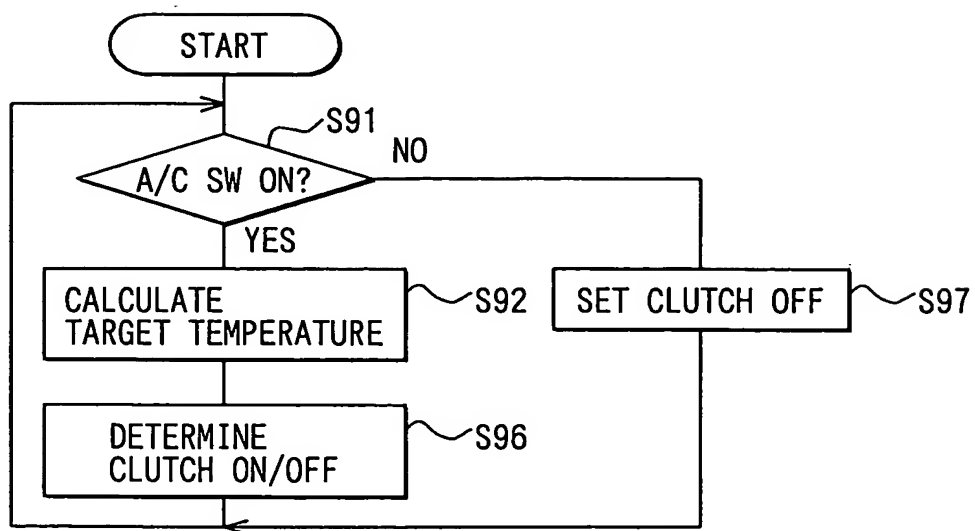 START
S91
NO
A/C SW ON?
YES
CALCULATE
TARGET TEMPERATURE
S92
SET CLUTCH OFF
S97
DETERMINE
CLUTCH ON/OFF
S96